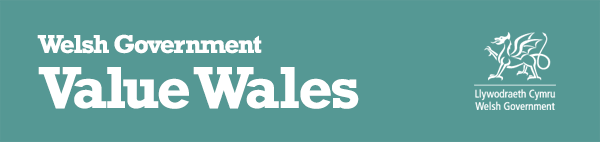 Welsh Government
Value Wales
Llywodraeth Cymru
Welsh Government